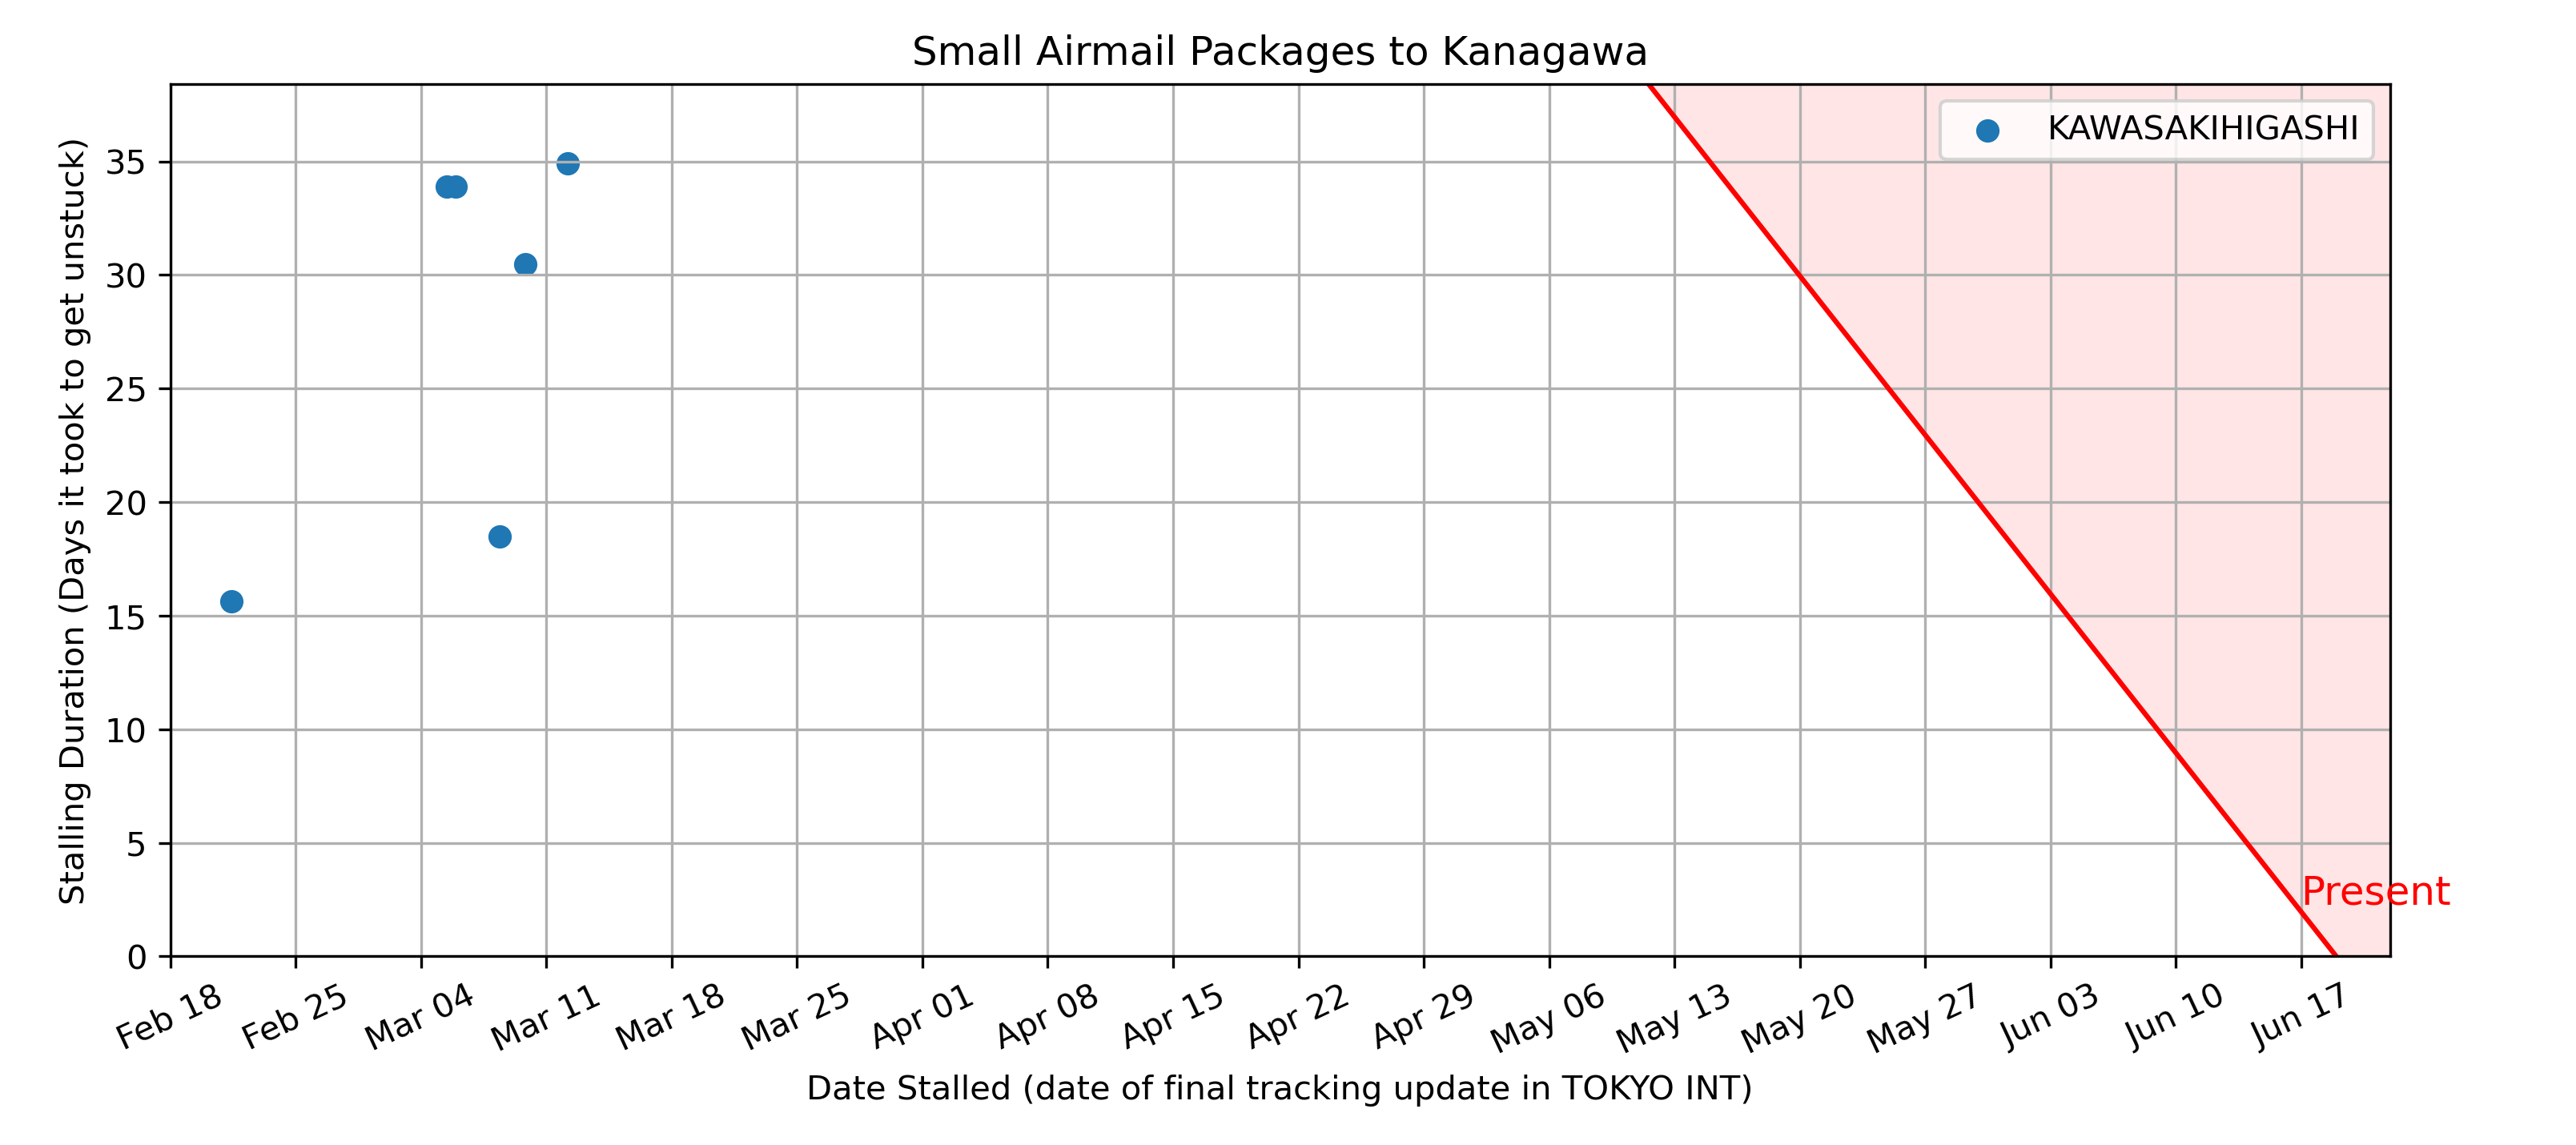 Small Airmail Packages to Kanagawa
KAWASAKIHIGASHI
Stalling Duration (Days it took to get unstuck)
35
30
25
20
15
10
5
0
Present
Feb 18
Feb 25
Mar 04
Mar 11
Mar 18
Mar 25
Apr 01
Apr 08
Apr 15
Apr 22
Apr 29
May 06
May 13
May 20
May 27
Jun 03
Jun 10
Jun 17
Date Stalled (date of final tracking update in TOKYO INT)